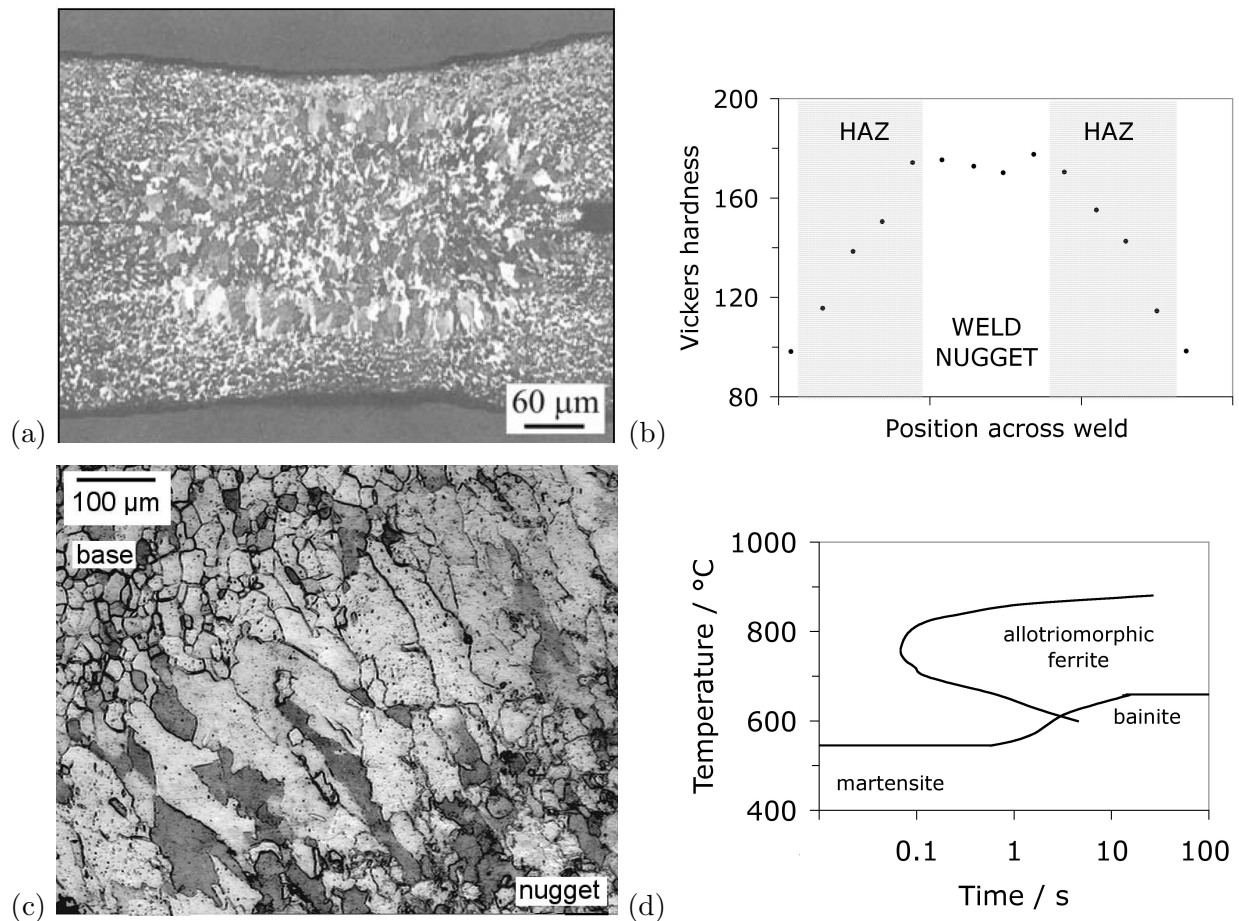 60 μm
(a)
200
160
120
80
HAZ
HAZ
WELD
NUGGET
Vickers hardness
Position across weld
(b)
100 μm
base
nugget
(c)
1000
800
600
400
allotriomorphic
ferrite
bainite
martensite
Temperature / °C
0.1
1
10
100
Time / s
(d)